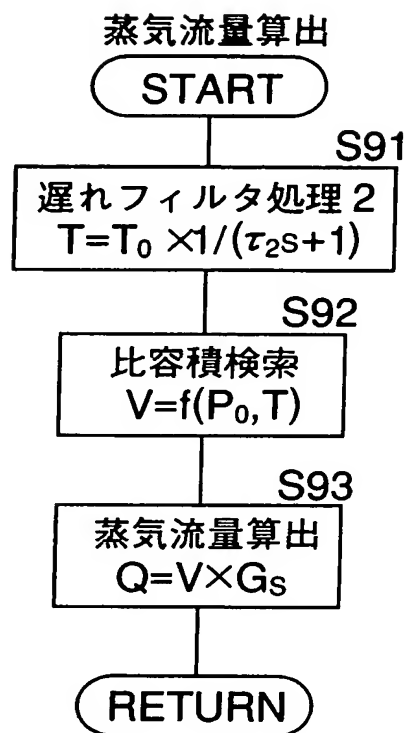 蒸気流量算出
START
S91
遅れフィルタ処理2
T=T₀ ×1/(τ₂s+1)
S92
比容積検索
V=f(P₀,T)
S93
蒸気流量算出
Q=V×Gs
RETURN